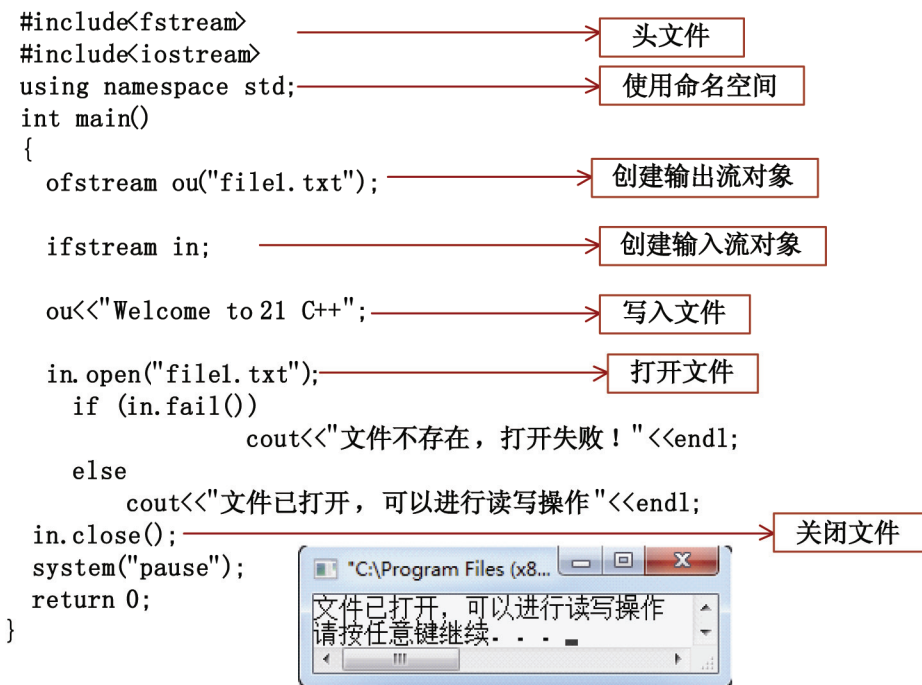 #include<fstream>
头文件
#include<iostream>
using namespace std;
使用命名空间
int main()
{
ofstream ou("file1.txt");
创建输出流对象
ifstream in;
创建输入流对象
ou<<"Welcome to 21 C++";
写入文件
in.open("file1.txt");
打开文件
if (in.fail())
cout<<"文件不存在，打开失败！"<<endl;
else
cout<<"文件已打开，可以进行读写操作"<<endl;
in.close();
关闭文件
system("pause");
return 0;
}
"C:\Program Files (x8...
文件已打开，可以进行读写操作
请按任意键继续. . .